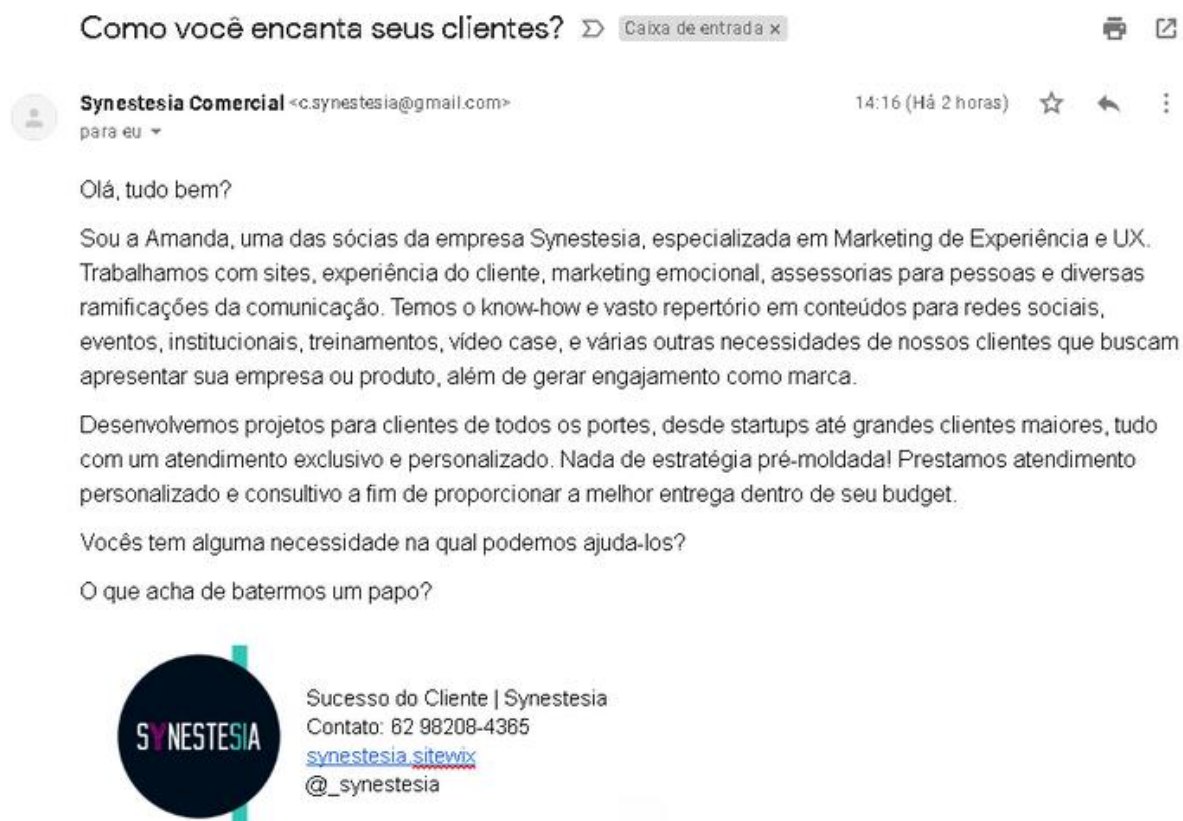 Como você encanta seus clientes? Caixa de entrada x
Synestesia Comercial <c.synestesia@gmail.com> 14:16 (Há 2 horas)
para eu
Olá, tudo bem?
Sou a Amanda, uma das sócias da empresa Synestesia, especializada em Marketing de Experiência e UX.
Trabalhamos com sites, experiência do cliente, marketing emocional, assessorias para pessoas e diversas
ramificações da comunicação. Temos o know-how e vasto repertório em conteúdos para redes sociais,
eventos, institucionais, treinamentos, vídeo case, e várias outras necessidades de nossos clientes que buscam
apresentar sua empresa ou produto, além de gerar engajamento como marca.
Desenvolvemos projetos para clientes de todos os portes, desde startups até grandes clientes maiores, tudo
com um atendimento exclusivo e personalizado. Nada de estratégia pré-moldada! Prestamos atendimento
personalizado e consultivo a fim de proporcionar a melhor entrega dentro de seu budget.
Vocês tem alguma necessidade na qual podemos ajuda-los?
O que acha de batermos um papo?
SYNESTESIA
Sucesso do Cliente | Synestesia
Contato: 62 98208-4365
synestesia.sitewix
@_synestesia